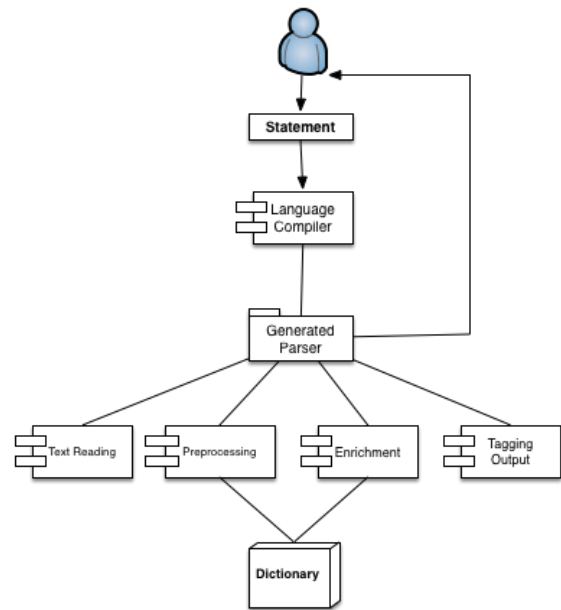 Statement
Language
Compiler
Generated
Parser
Text Reading
Preprocessing
Enrichment
Tagging
Output
Dictionary